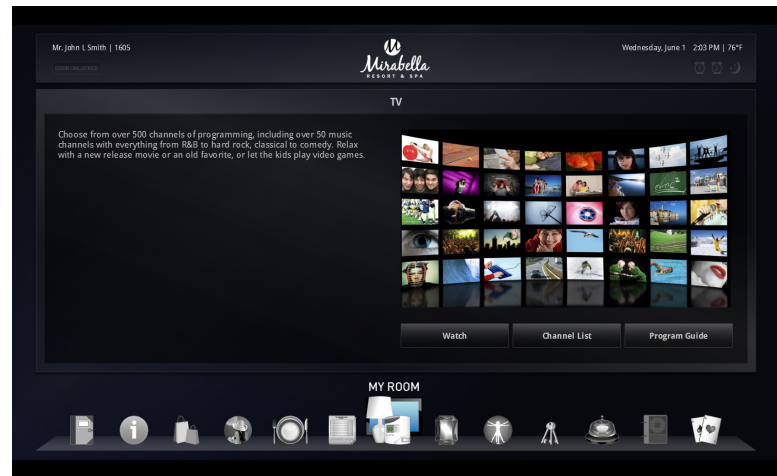 Mr. John L Smith | 1605
Mirabella
RESORT & SPA
Wednesday, June 1 2:03 PM | 76°F
TV
Choose from over 500 channels of programming, including over 50 music
channels with everything from R&B to hard rock, classical to comedy. Relax
with a new release movie or an old favorite, or let the kids play video games.
Watch
Channel List
Program Guide
MY ROOM